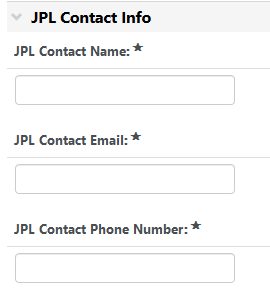 JPL Contact Info
JPL Contact Name: ★
JPL Contact Email: ★
JPL Contact Phone Number: ★